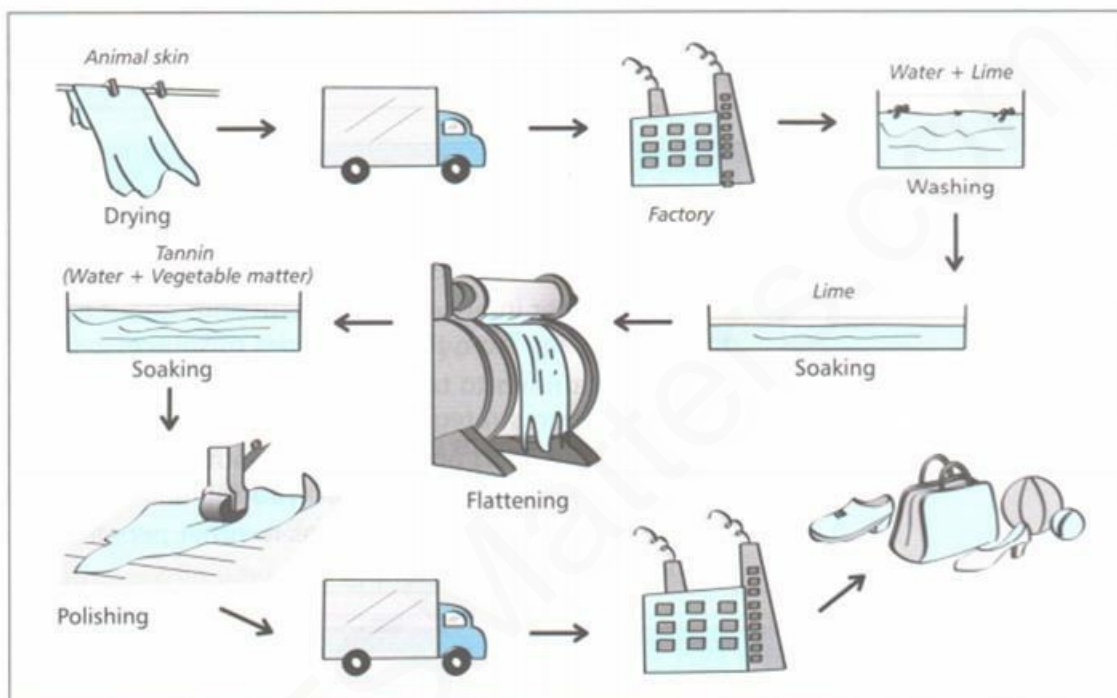 Animal skin
Drying
Factory
Water + Lime
Washing
Tannin
(Water + Vegetable matter)
Soaking
Flattening
Lime
Soaking
Polishing